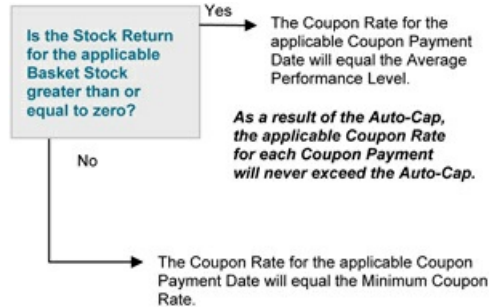 Is the Stock Return
for the applicable
Basket Stock
greater than or
equal to zero?
Yes
The Coupon Rate for the
applicable Coupon Payment
Date will equal the Average
Performance Level.
As a result of the Auto-Cap,
the applicable Coupon Rate
for each Coupon Payment
will never exceed the Auto-Cap.
No
The Coupon Rate for the applicable Coupon
Payment Date will equal the Minimum Coupon
Rate.